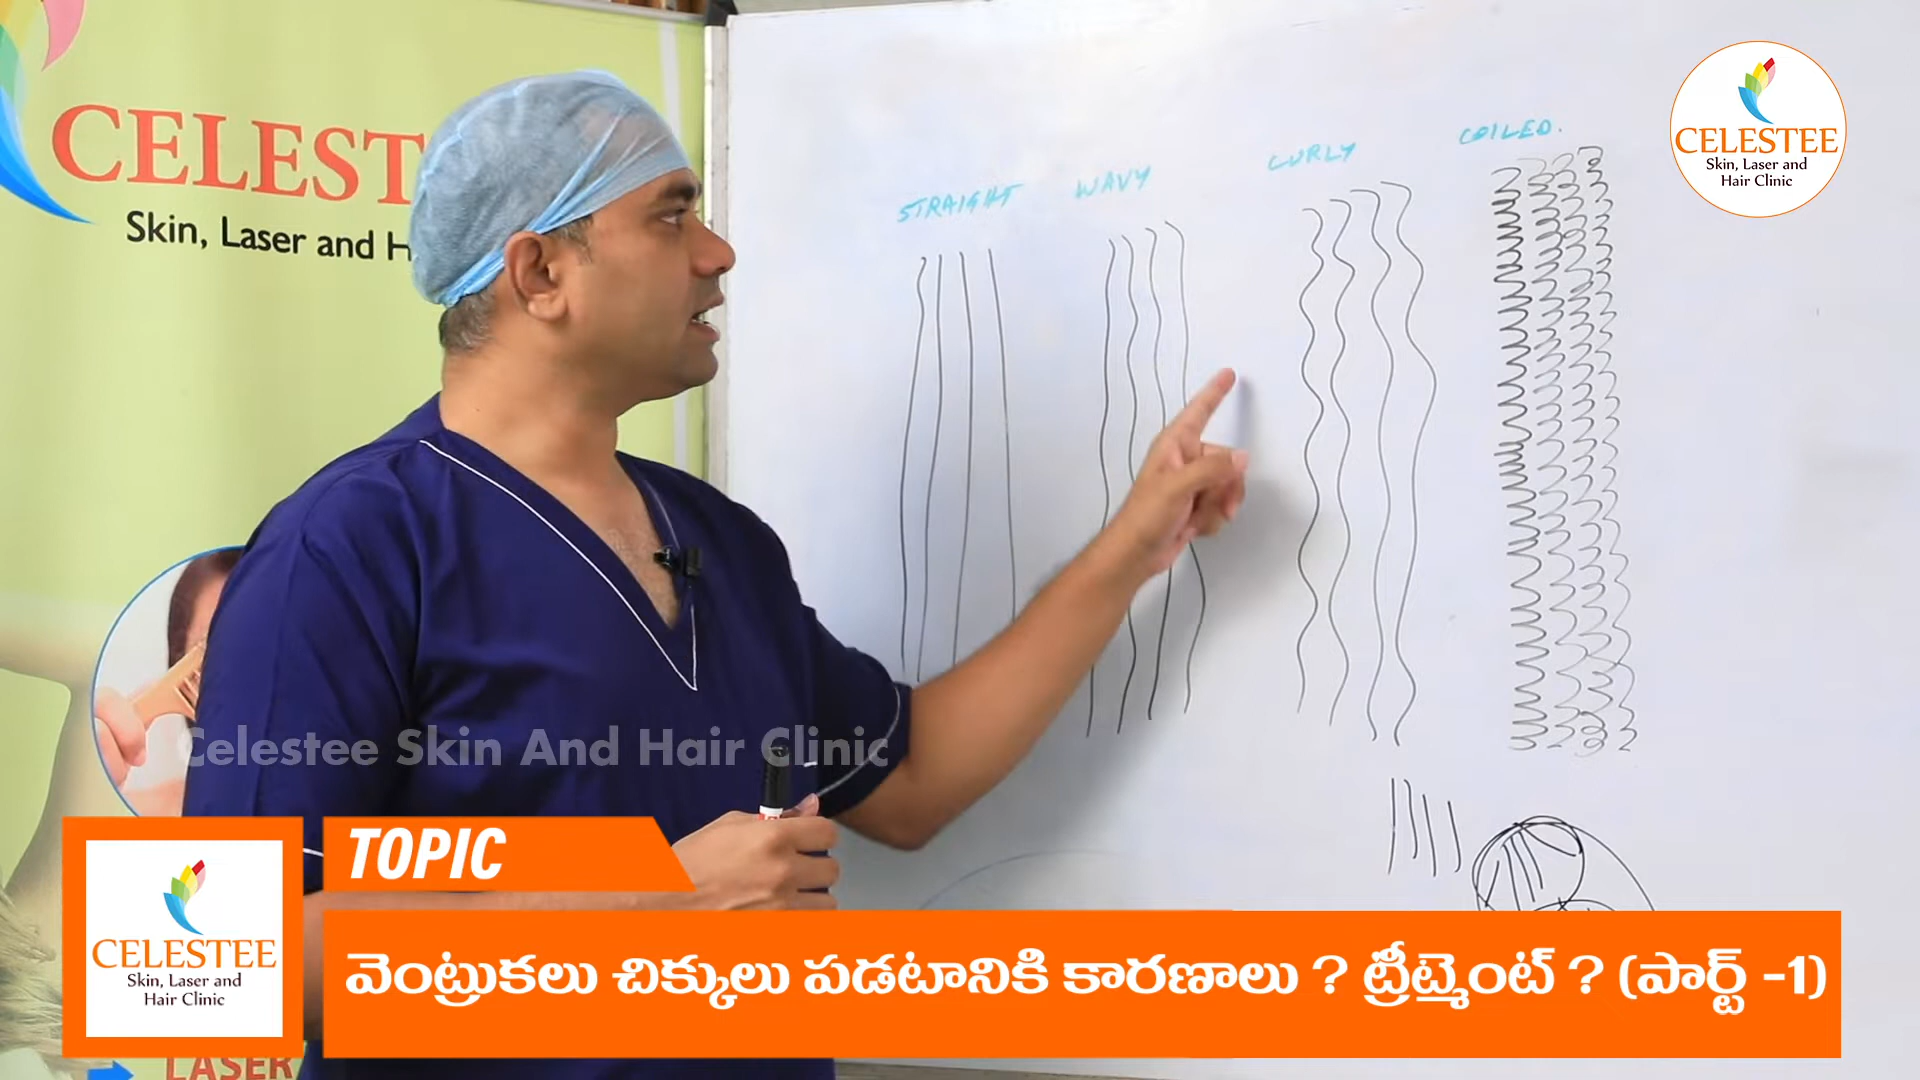 CELEST
Skin, Laser and H
STRAIGHT
WAVY
CURLY
COILED.
CELESTEE
Skin, Laser and
Hair Clinic
Celestee Skin And Hair Clinic
TOPIC
CELESTEE
Skin, Laser and
Hair Clinic
వెంట్రుకలు చిక్కులు పడటానికి కారణాలు ? ట్రీట్మెంట్ ? (పార్ట్ -1)
LASER